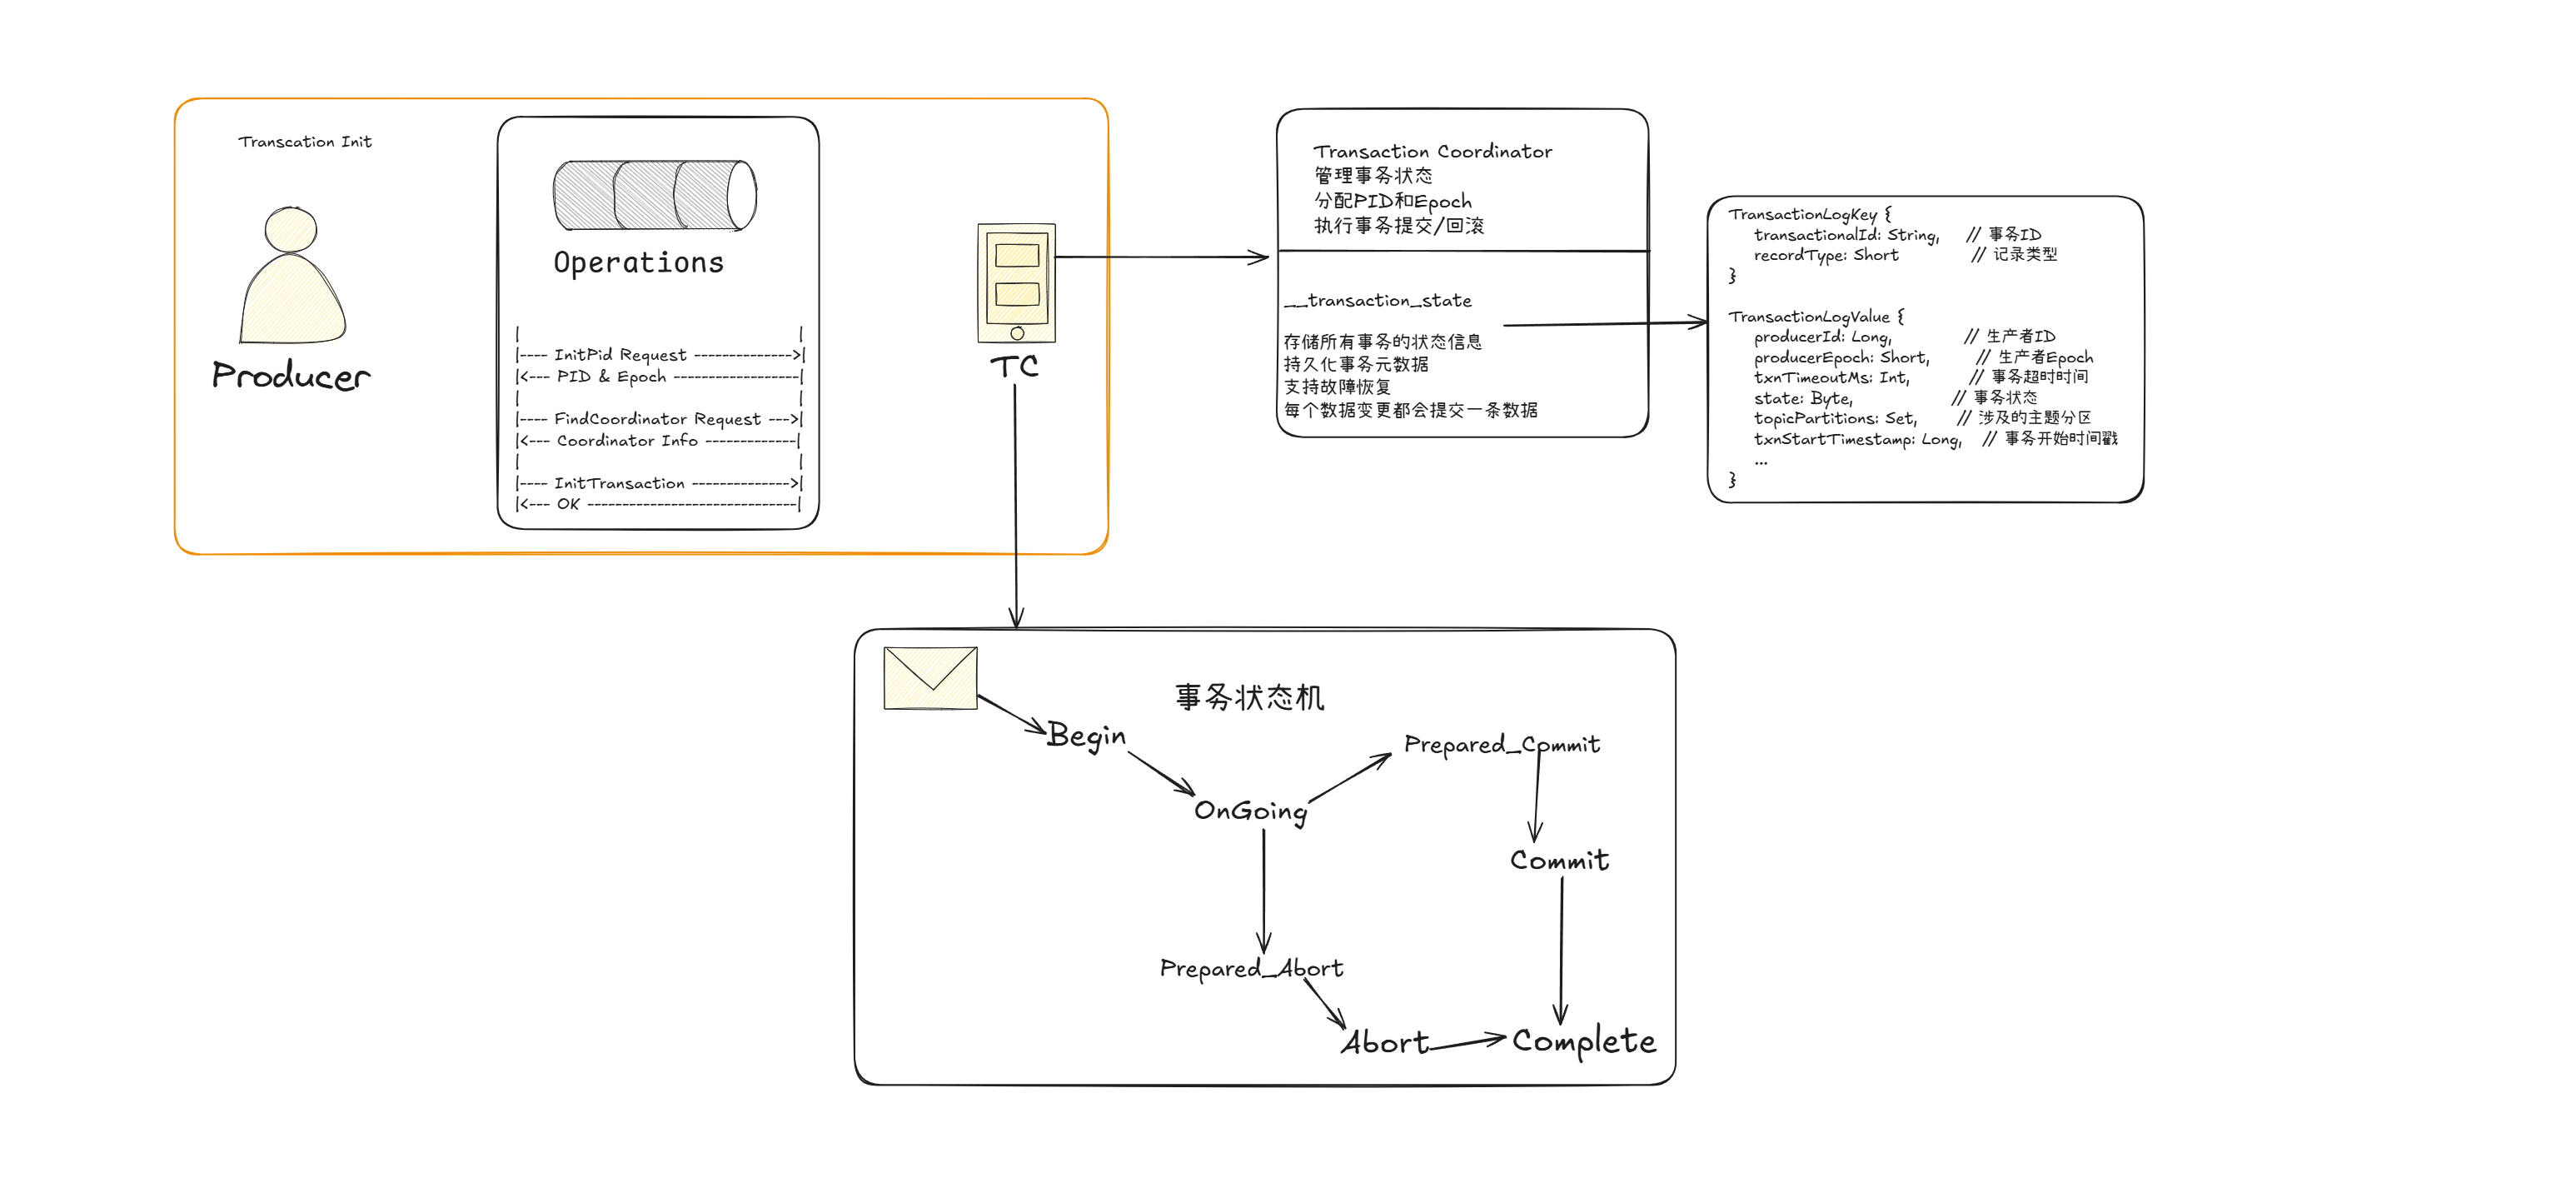 Transcation Init
Producer
Operations
|                                            |
|---- InitPid Request -------------->|
|<--- PID & Epoch ------------------|
|                                            |
|---- FindCoordinator Request --->|
|<--- Coordinator Info -------------|
|                                            |
|---- InitTransaction -------------->|
|<--- OK ------------------------------|
TC
Transaction Coordinator
管理事务状态
分配PID和Epoch
执行事务提交/回滚
__transaction_state
存储所有事务的状态信息
持久化事务元数据
支持故障恢复
每个数据变更都会提交一条数据
TransactionLogKey {
transactionalId: String,    // 事务ID
recordType: Short    // 记录类型
}
TransactionLogValue {
producerId: Long,    // 生产者ID
producerEpoch: Short,    // 生产者Epoch
txnTimeoutMs: Int,    // 事务超时时间
state: Byte,    // 事务状态
topicPartitions: Set,    // 涉及的主题分区
txnStartTimestamp: Long,    // 事务开始时间戳
...
}
事务状态机
Begin
Prepared_Commit
OnGoing
Commit
Prepared_Abort
Abort
Complete